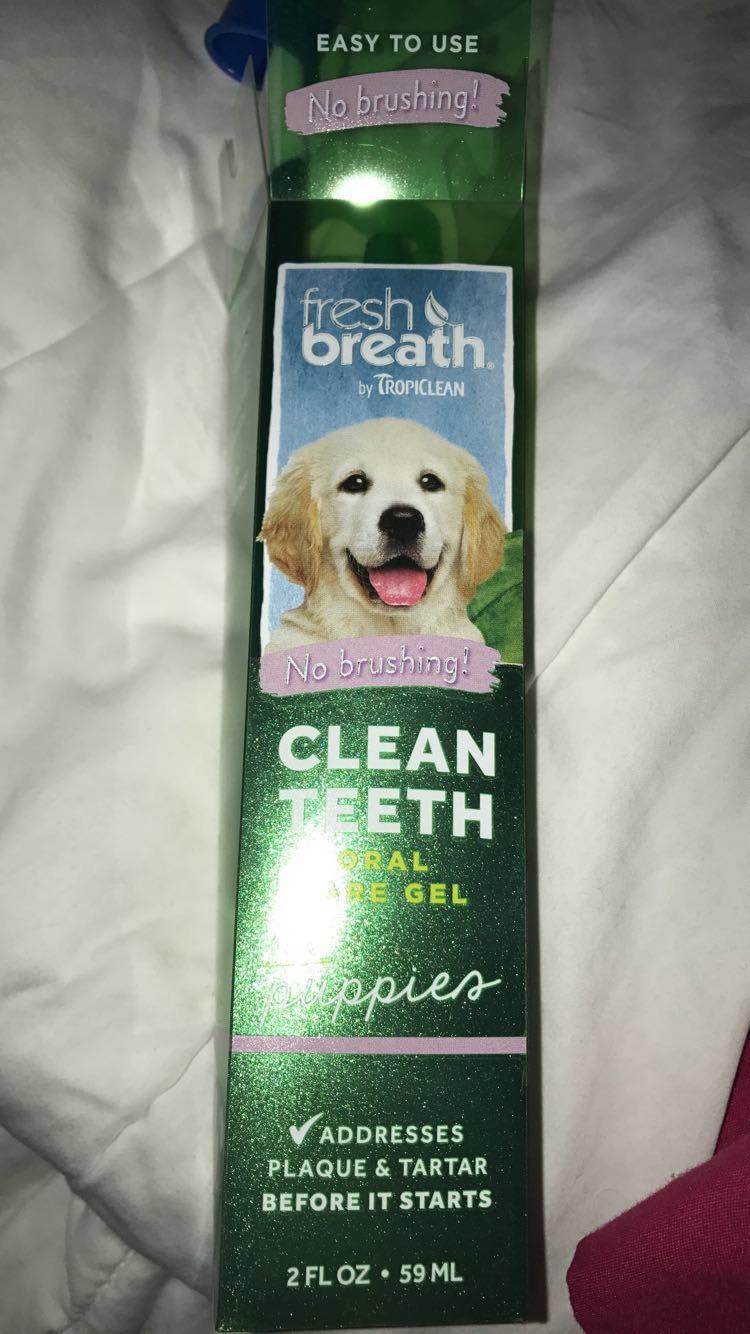 EASY TO USE
No brushing!
fresh
breath®
by TROPICLEAN
No brushing!
CLEAN
TEETH
ORAL
GEL
puppies
✓ADDRESSES
PLAQUE & TARTAR
BEFORE IT STARTS
2 FL OZ • 59 ML